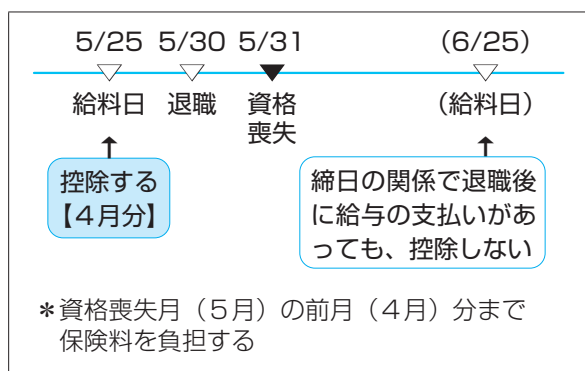 5/25 5/30 5/31 (6/25)
給料日 退職 資格喪失 (給料日)
控除する
【4月分】
締日の関係で退職後
に給与の支払いがあ
っても、控除しない
*資格喪失月(5月)の前月(4月)分まで
保険料を負担する